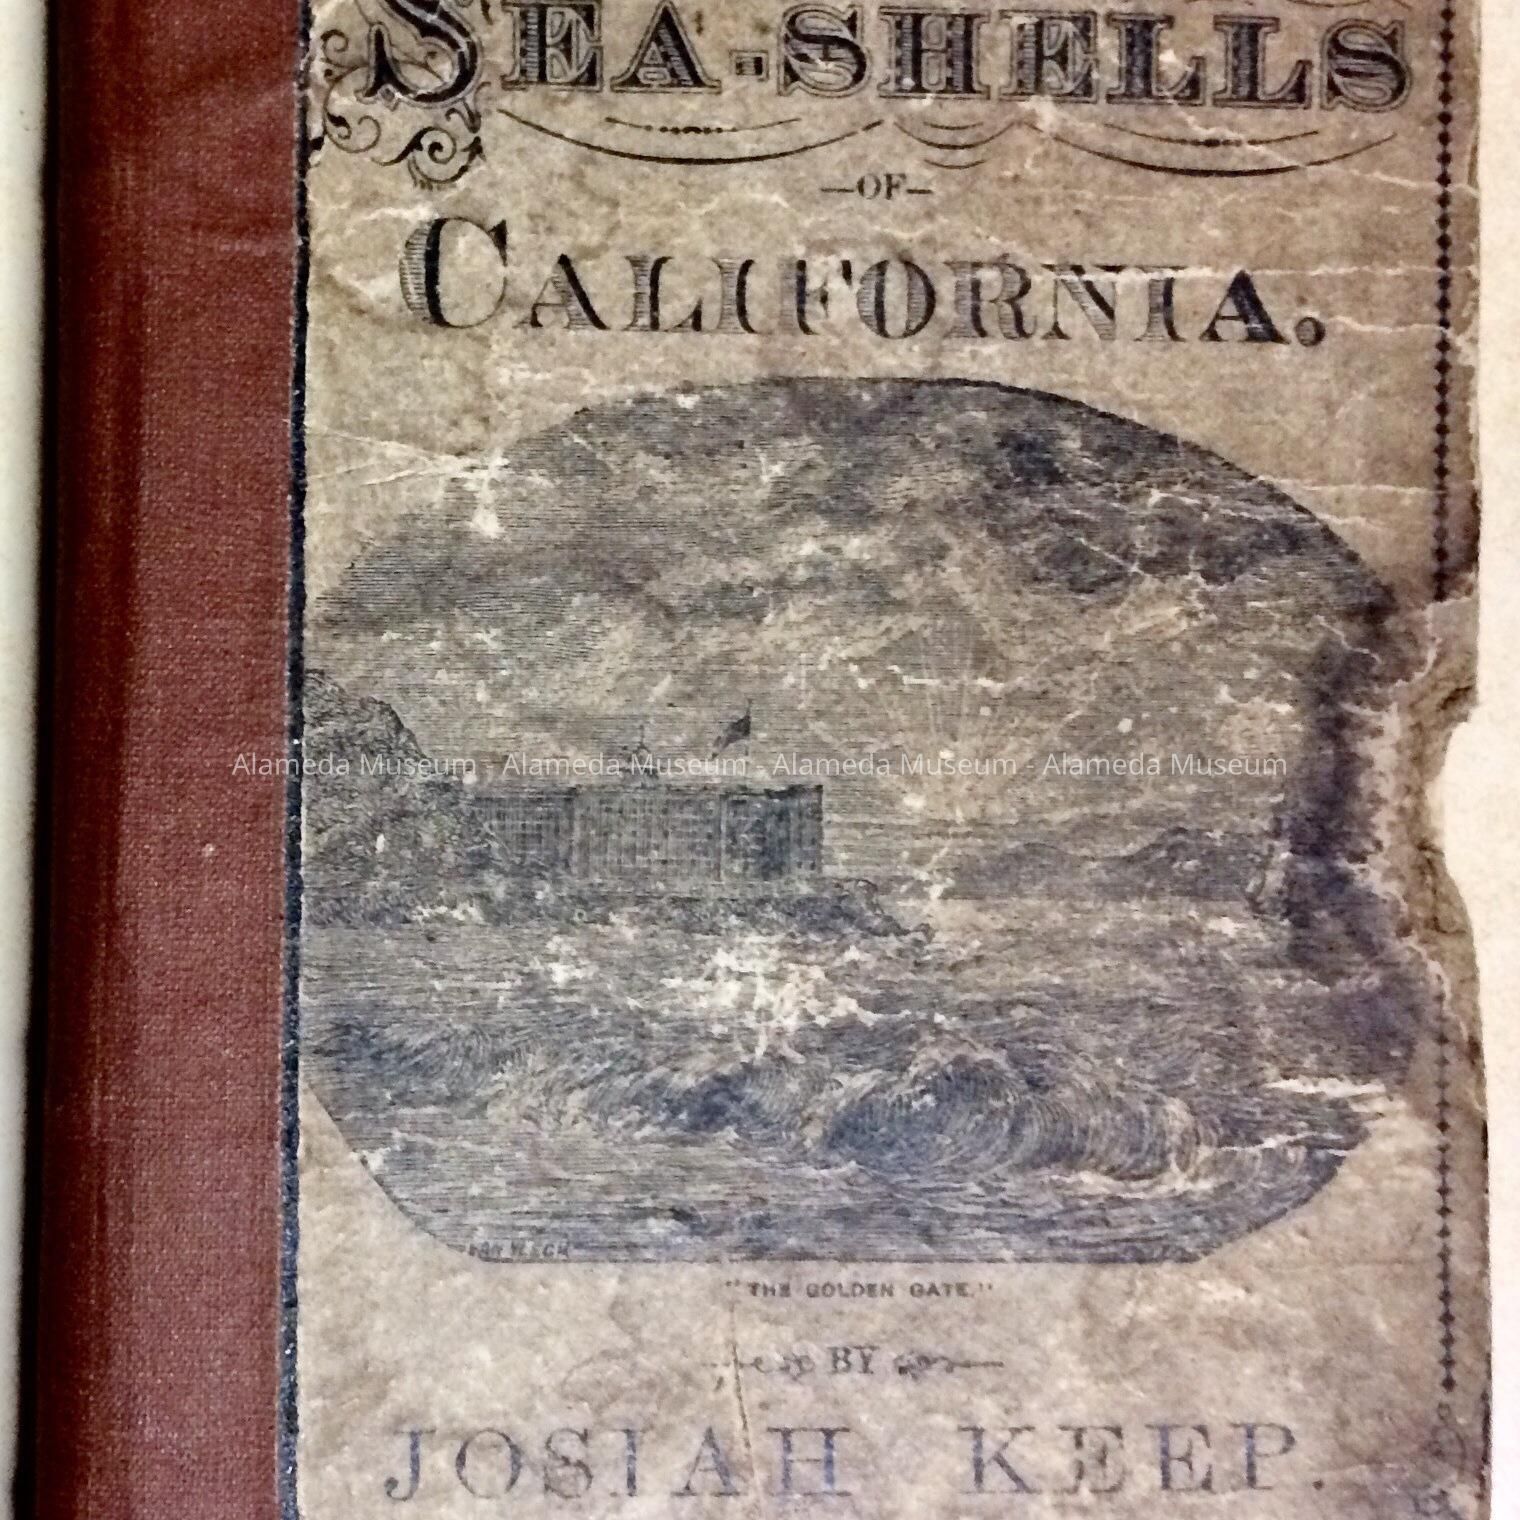 SEA-SHELLS
—OF—
CALIFORNIA.
Alameda Museum - Alameda Museum - Alameda Museum - Alameda Museum
"THE GOLDEN GATE."
BY
JOSIAH KEEP.